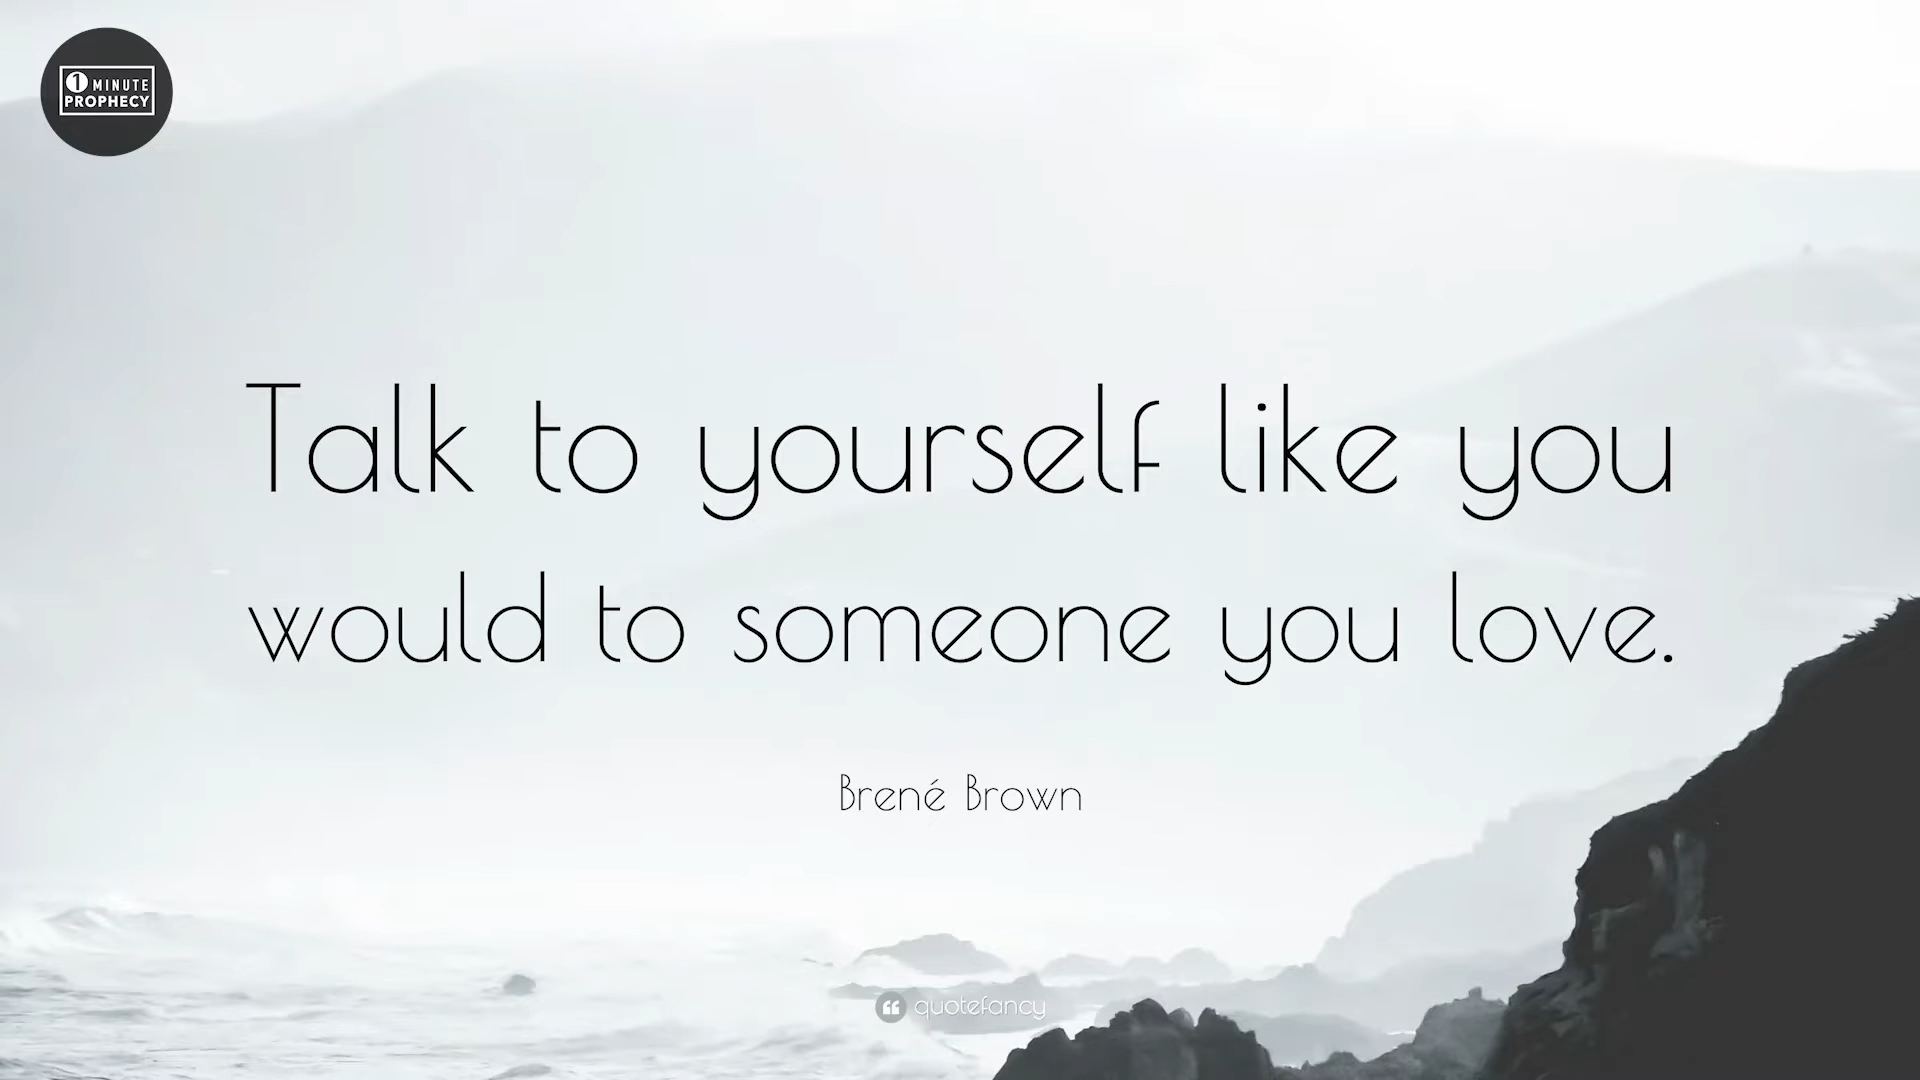 1 MINUTE
PROPHECY
Talk to yourself like you
would to someone you love.
Brené Brown
quotefancy